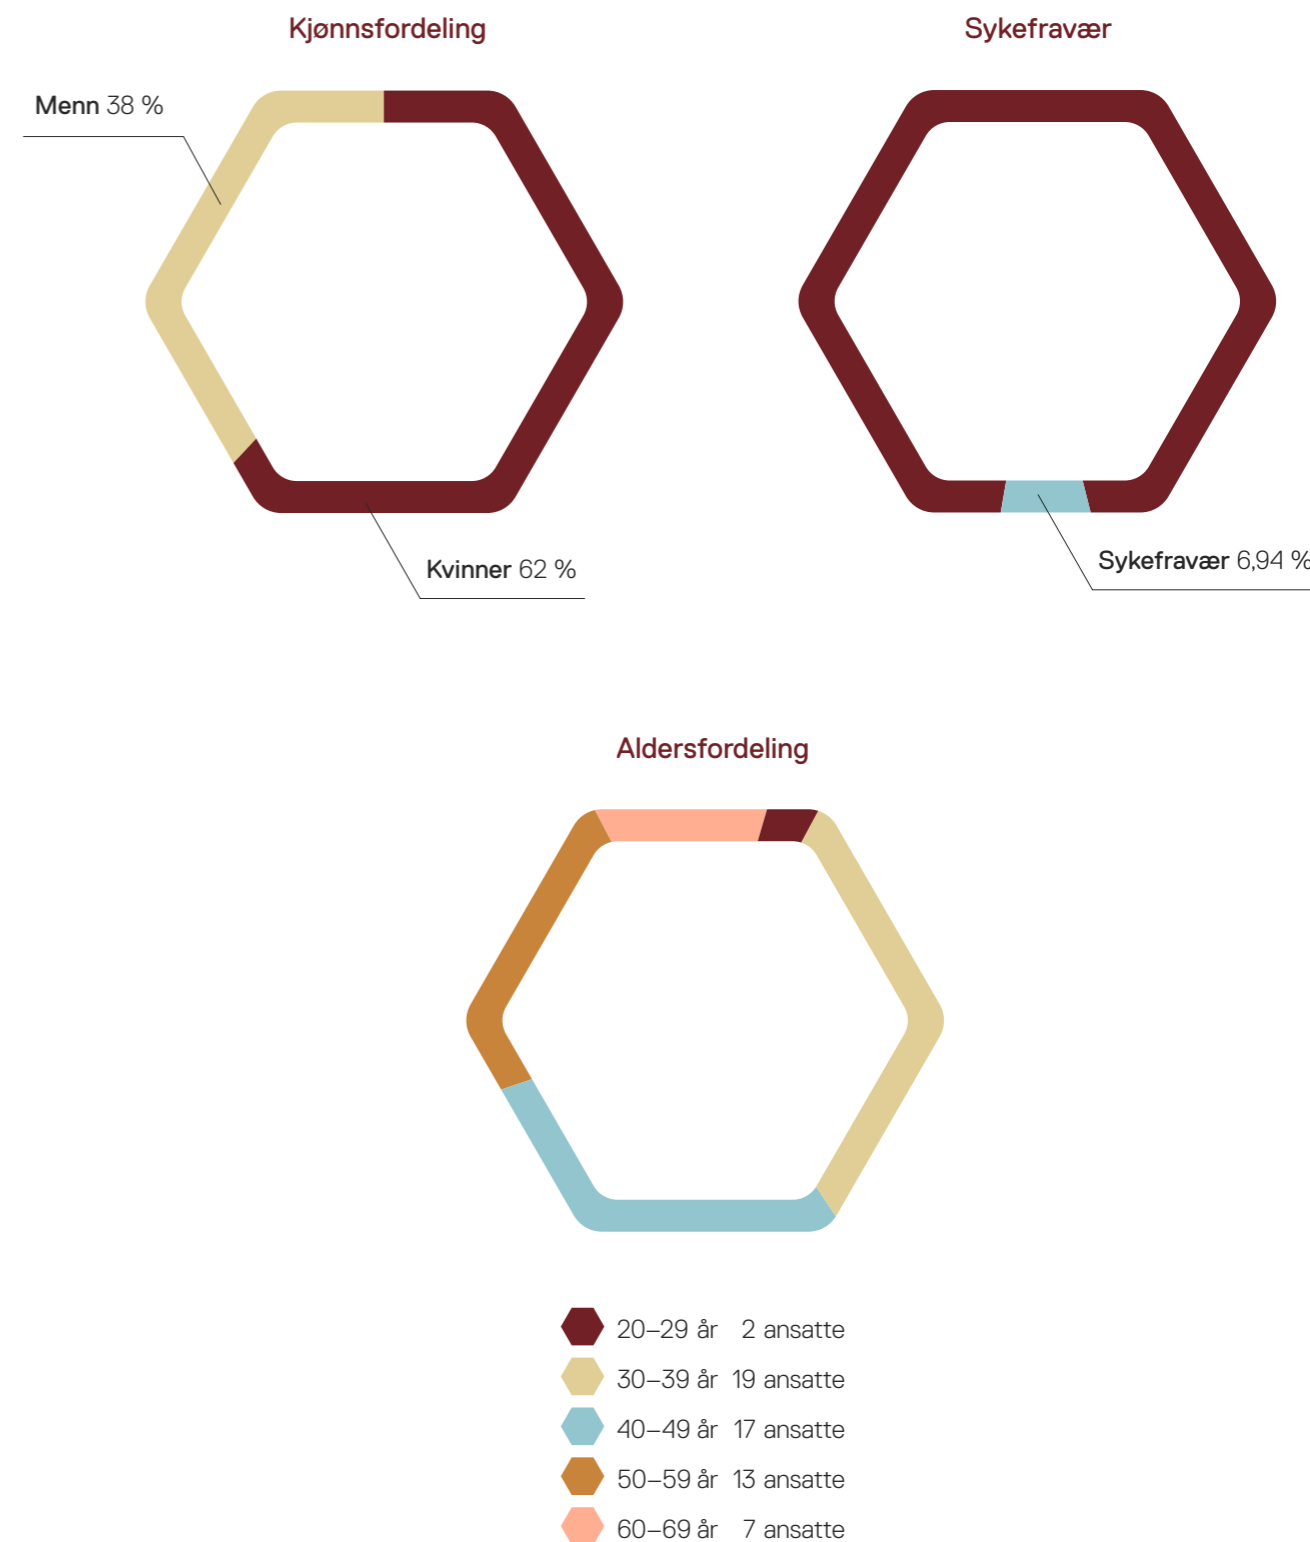 Kjønnsfordeling
Sykefravær
Menn 38 %
Kvinner 62 %
Sykefravær 6,94 %
Aldersfordeling
20–29 år 2 ansatte
30–39 år 19 ansatte
40–49 år 17 ansatte
50–59 år 13 ansatte
60–69 år 7 ansatte